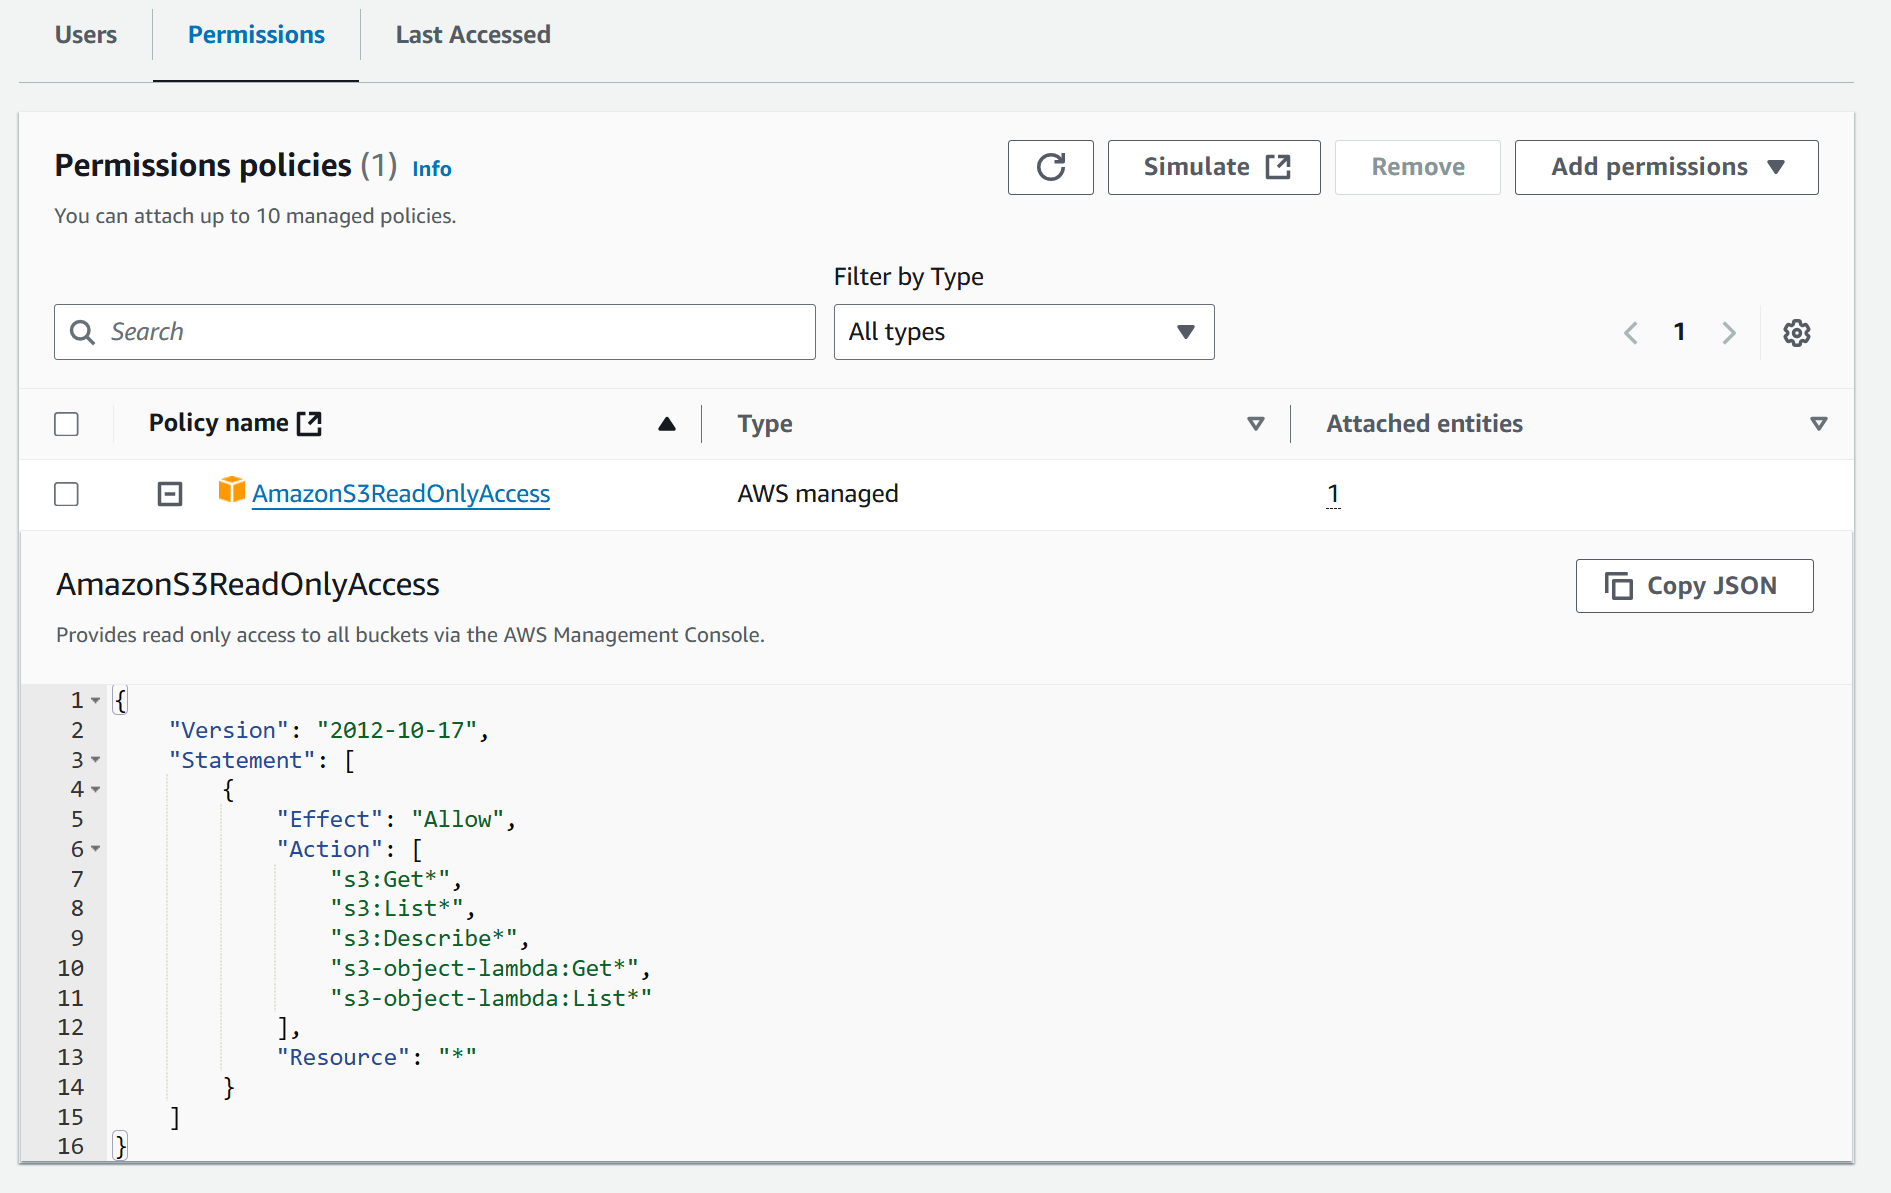 Users Permissions Last Accessed
Permissions policies (1) Info
Simulate Remove Add permissions
You can attach up to 10 managed policies.
Filter by Type
Search All types 1
Policy name Type Attached entities
AmazonS3ReadOnlyAccess AWS managed 1
AmazonS3ReadOnlyAccess
Copy JSON
Provides read only access to all buckets via the AWS Management Console.
1 {
2 "Version": "2012-10-17",
3 "Statement": [
4 {
5 "Effect": "Allow",
6 "Action": [
7 "s3:Get*",
8 "s3:List*",
9 "s3:Describe*",
10 "s3-object-lambda:Get*",
11 "s3-object-lambda:List*"
12 ],
13 "Resource": "*"
14 }
15 ]
16 }